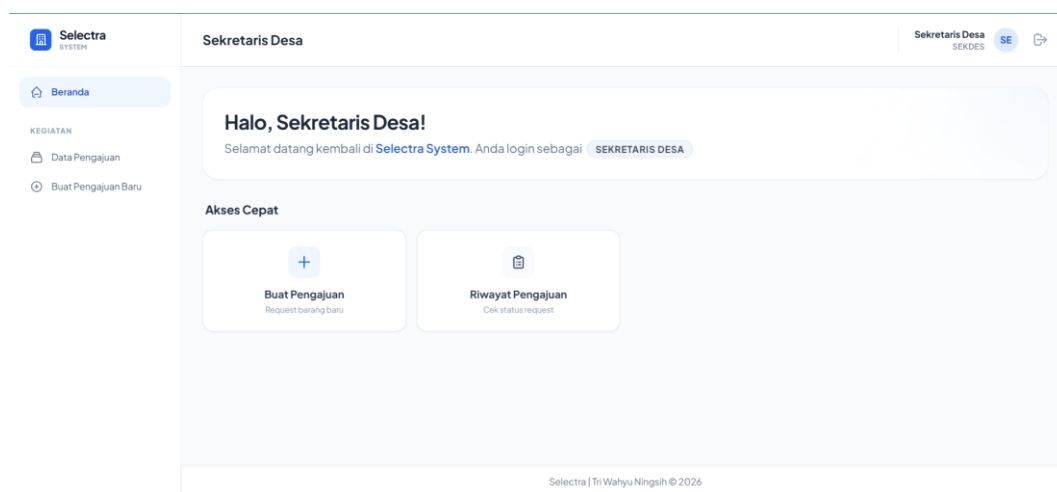 Selectra
SYSTEM
Sekretaris Desa
Sekretaris Desa
SEKDES
SE
Beranda
KEGIATAN
Data Pengajuan
Buat Pengajuan Baru
Halo, Sekretaris Desa!
Selamat datang kembali di Selectra System. Anda login sebagai SEKRETARIS DESA
Akses Cepat
Buat Pengajuan
Request barang baru
Riwayat Pengajuan
Cek status request
Selectra | Tri Wahyu Ningsih © 2026